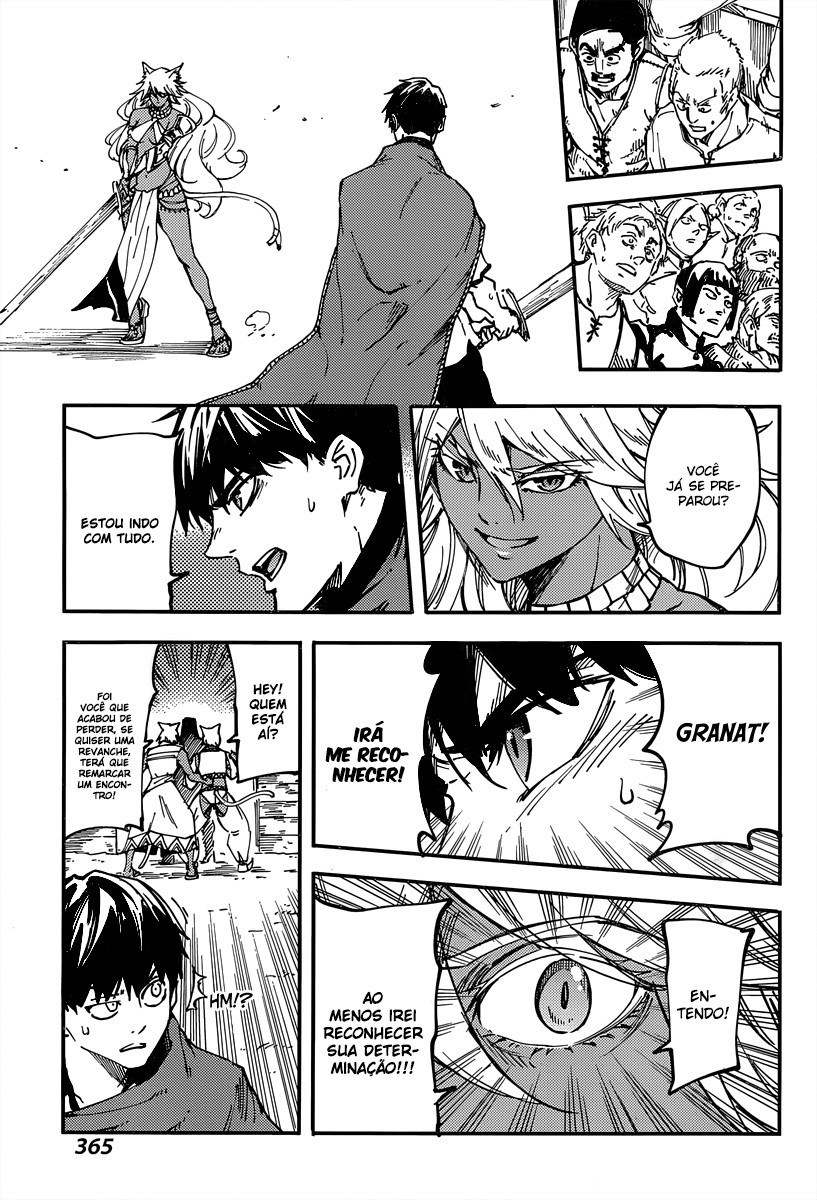 VOCÊ
JÁ SE PRE-
PAROU?
ESTOU INDO
COM TUDO.
GRANAT!
IRÁ
ME RECO-
NHECER!
EN-
TENDO!
AO
MENOS IREI
RECONHECER
SUA DETER-
MINAÇÃO!!!
HEY!
QUEM
ESTÁ
AÍ?
FOI
VOCÊ QUE
ACABOU DE
PERDER, SE
QUISER UMA
REVANCHE,
TERÁ QUE
REMARCAR
UM ENCON-
TRO!
HM!?
365